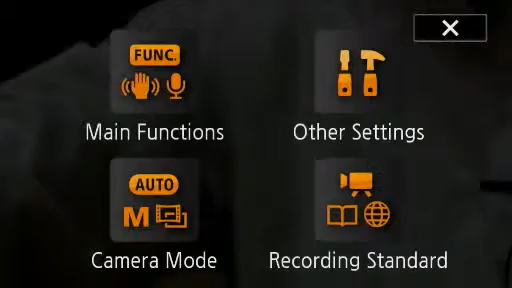 FUNC.
Main Functions
Other Settings
AUTO
M
Camera Mode
Recording Standard